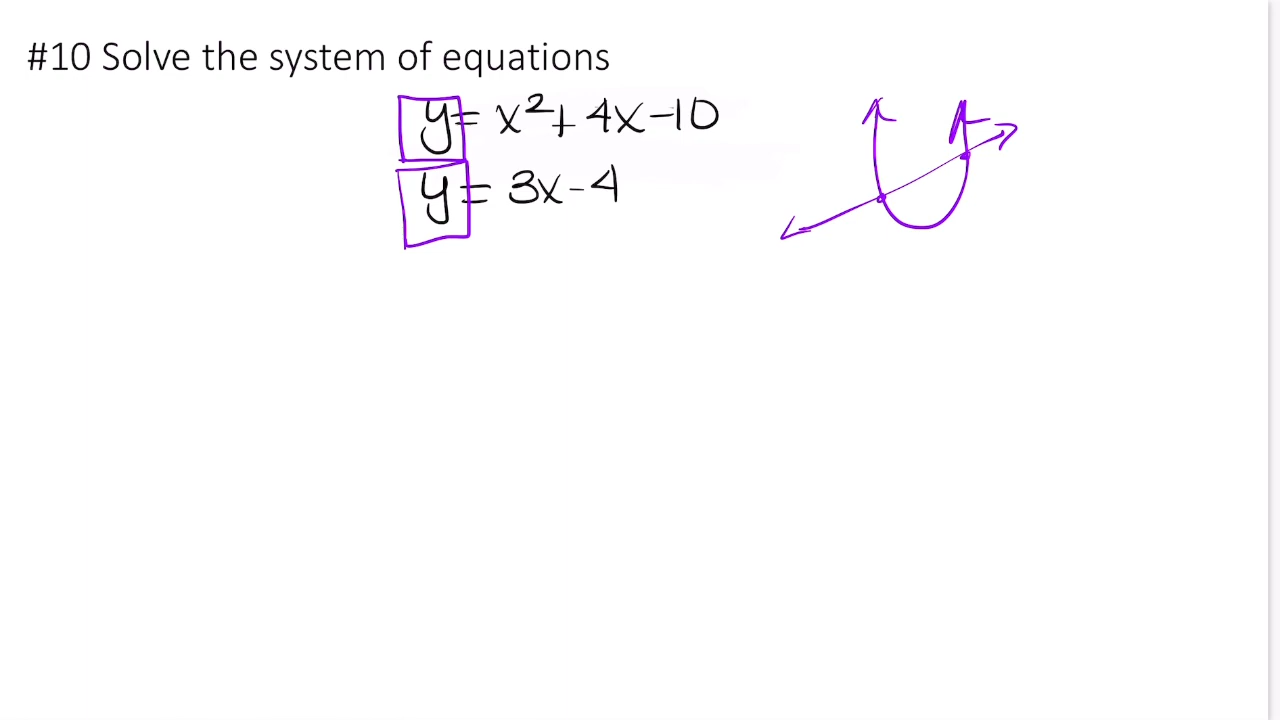 #10 Solve the system of equations
y = x²+ 4x -10
y = 3x - 4